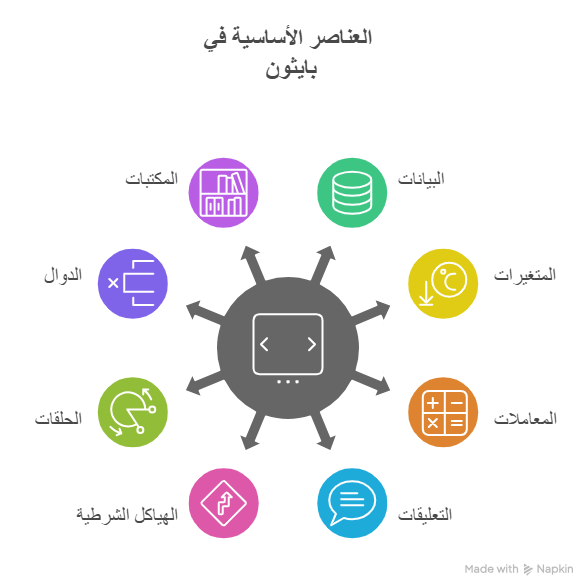 العناصر الأساسية في
بايثون
البيانات
المكتبات
المتغيرات
الدوال
المعاملات
الحلقات
التعليقات
الهياكل الشرطية
Made with Napkin